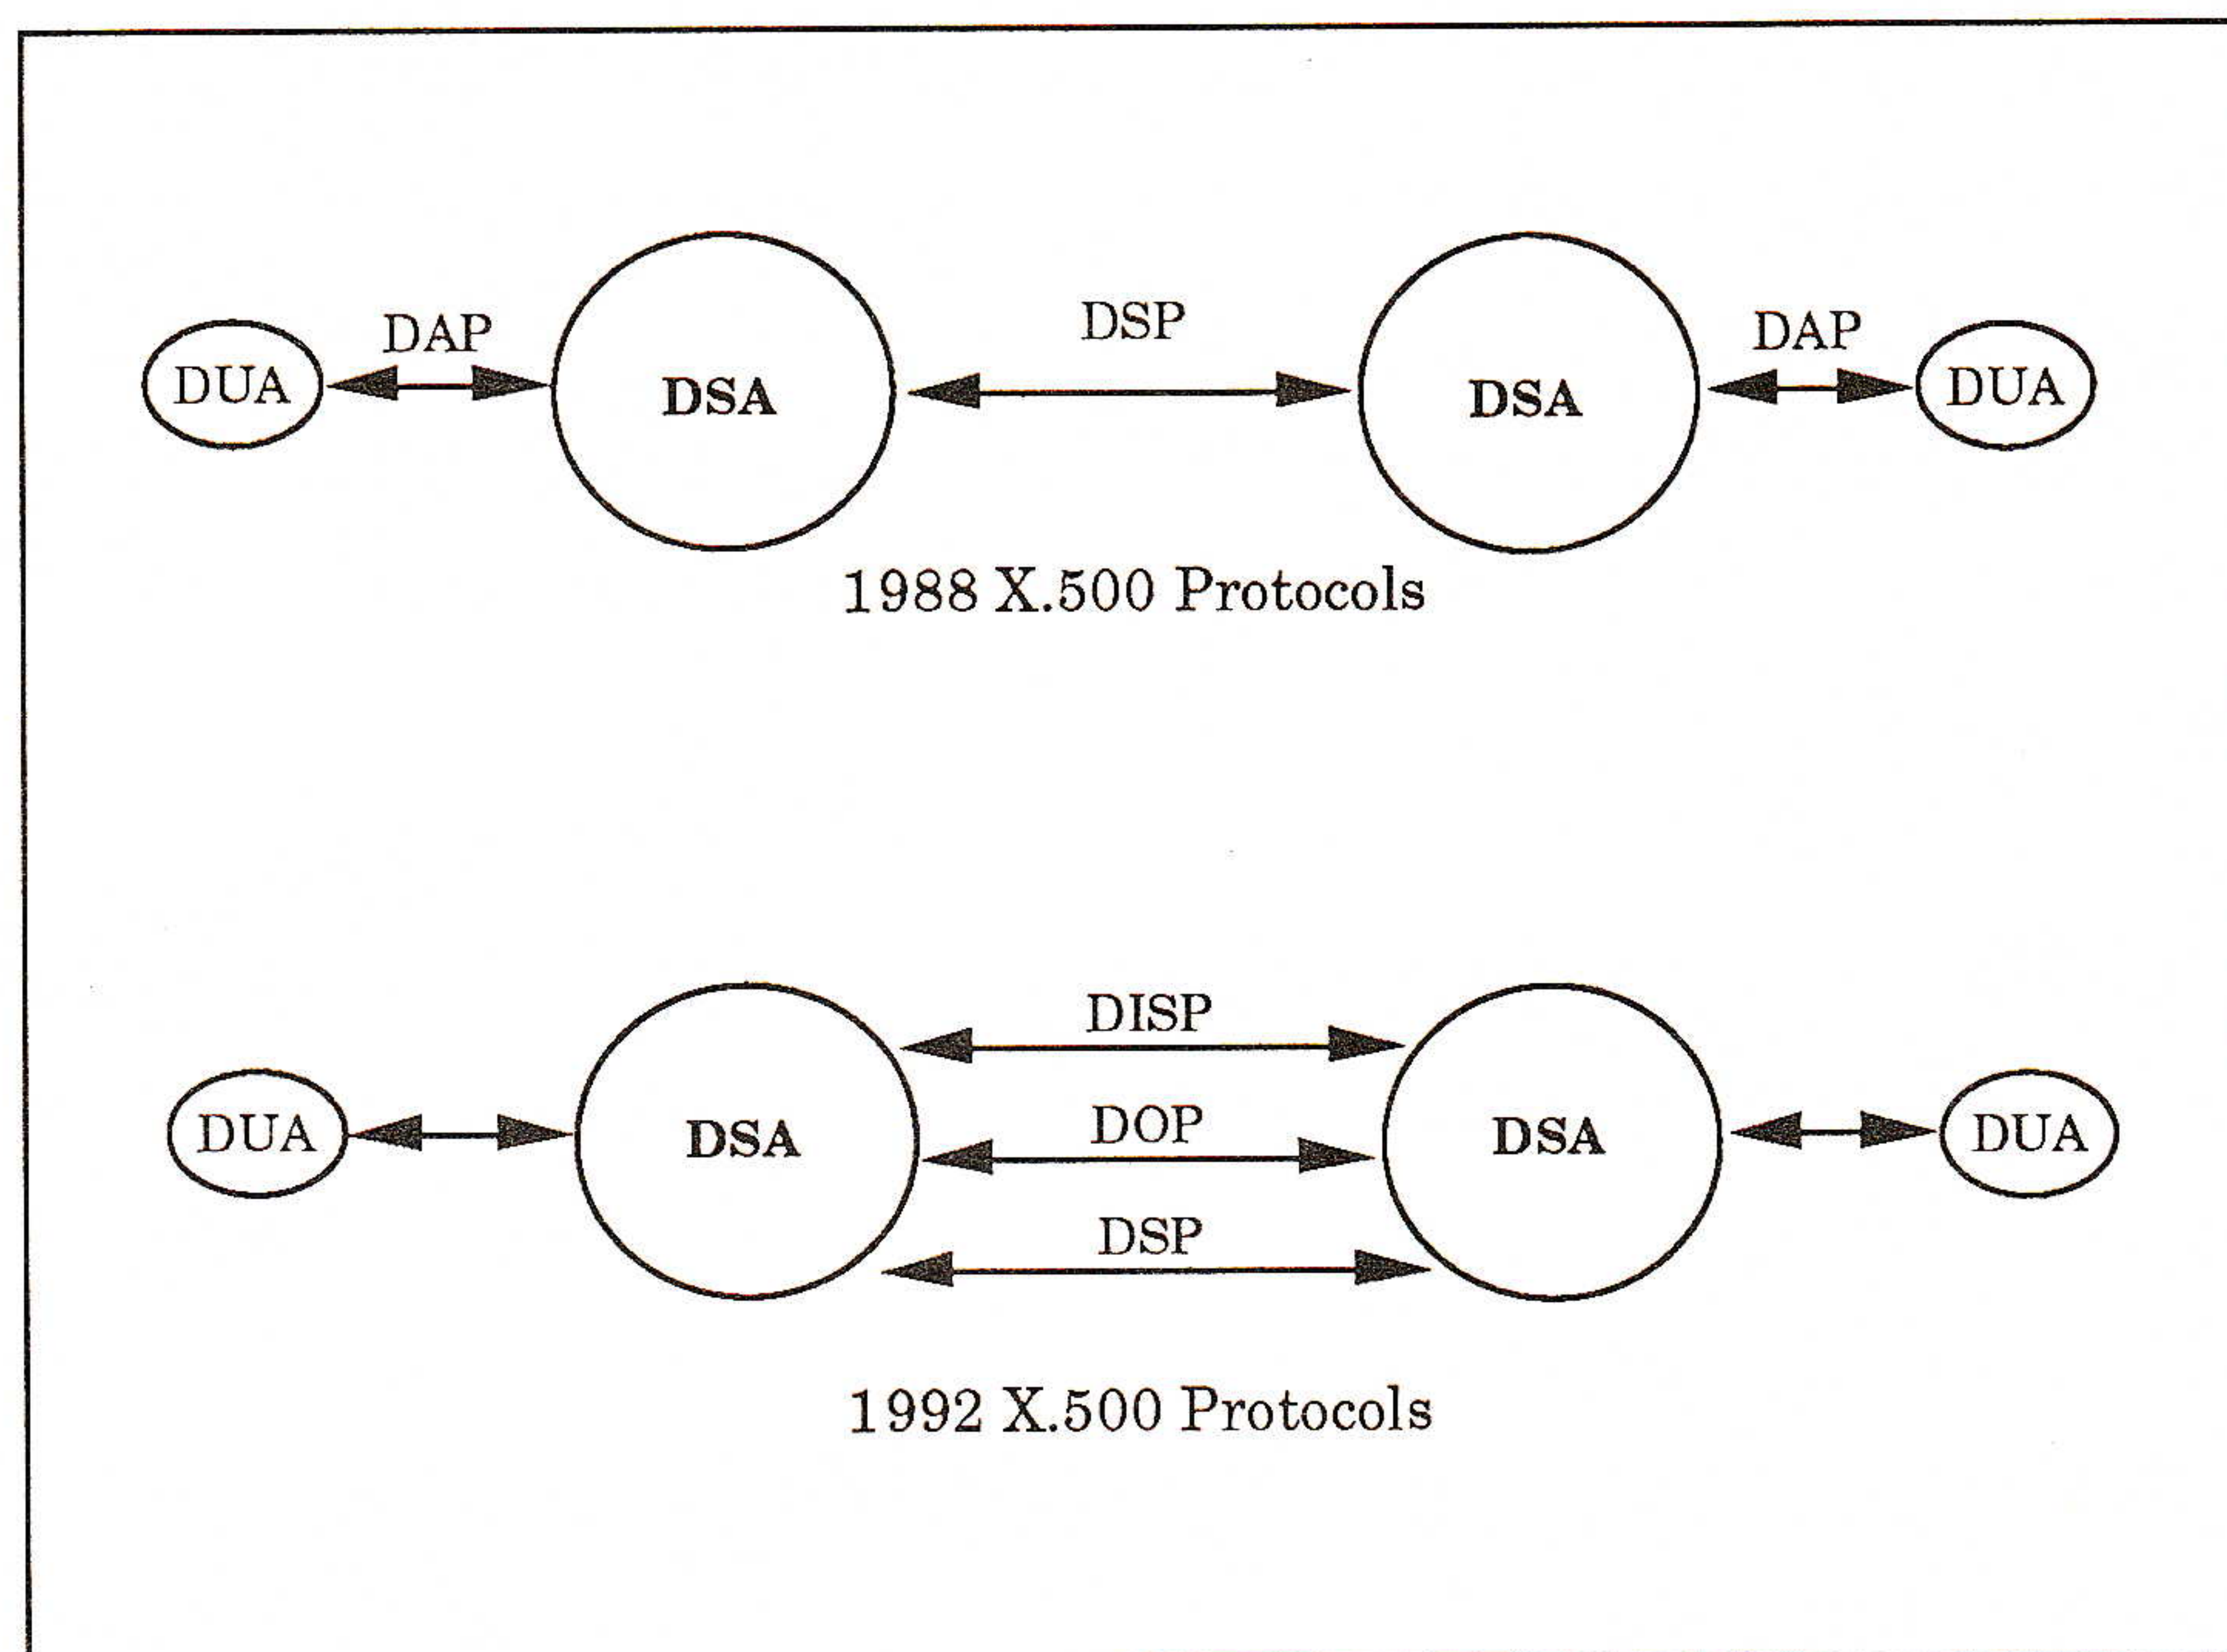 DUA DAP DSA DSP DSA DAP DUA
1988 X.500 Protocols
DISP
DUA DSA DOP DSA DUA
DSP
1992 X.500 Protocols